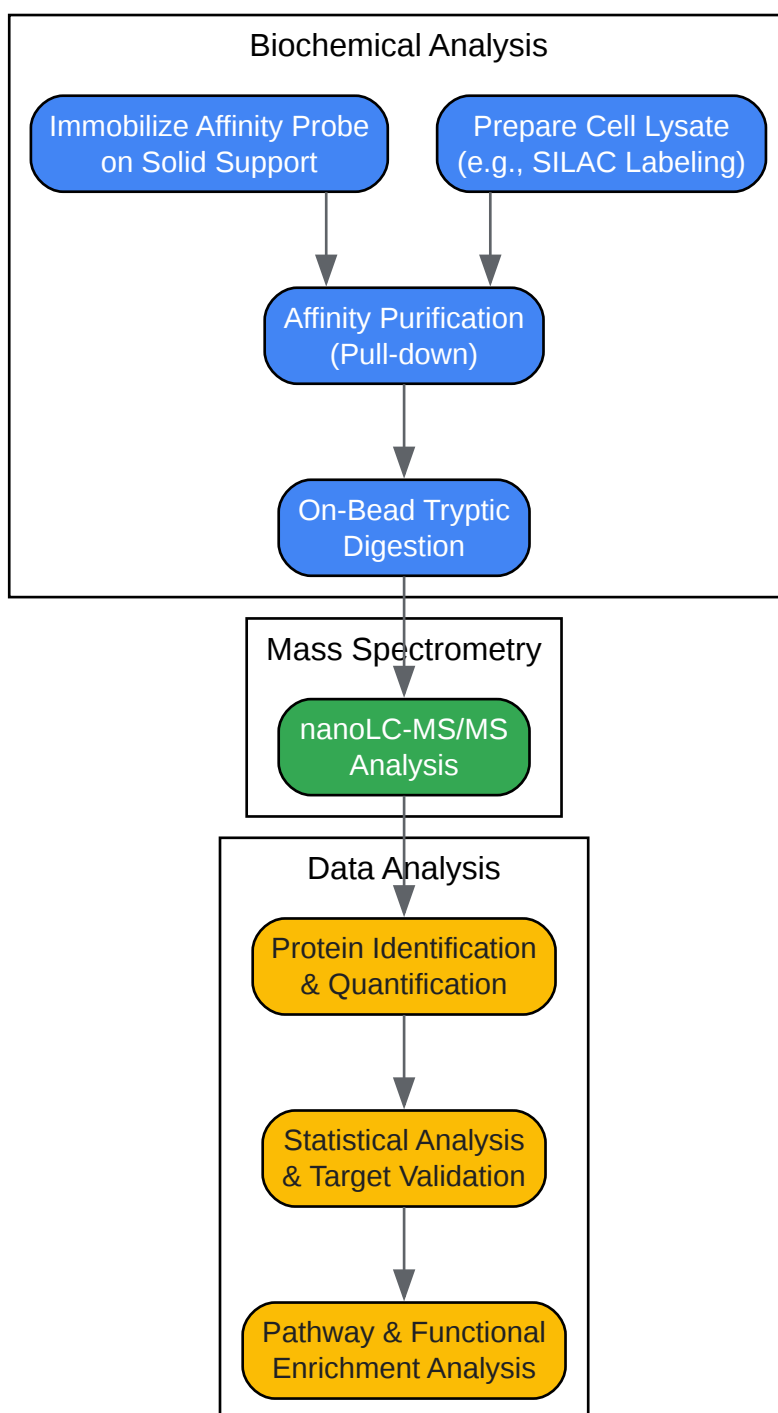 Biochemical Analysis
Immobilize Affinity Probe
on Solid Support
Prepare Cell Lysate
(e.g., SILAC Labeling)
Affinity Purification
(Pull-down)
On-Bead Tryptic
Digestion
Mass Spectrometry
nanoLC-MS/MS
Analysis
Data Analysis
Protein Identification
& Quantification
Statistical Analysis
& Target Validation
Pathway & Functional
Enrichment Analysis